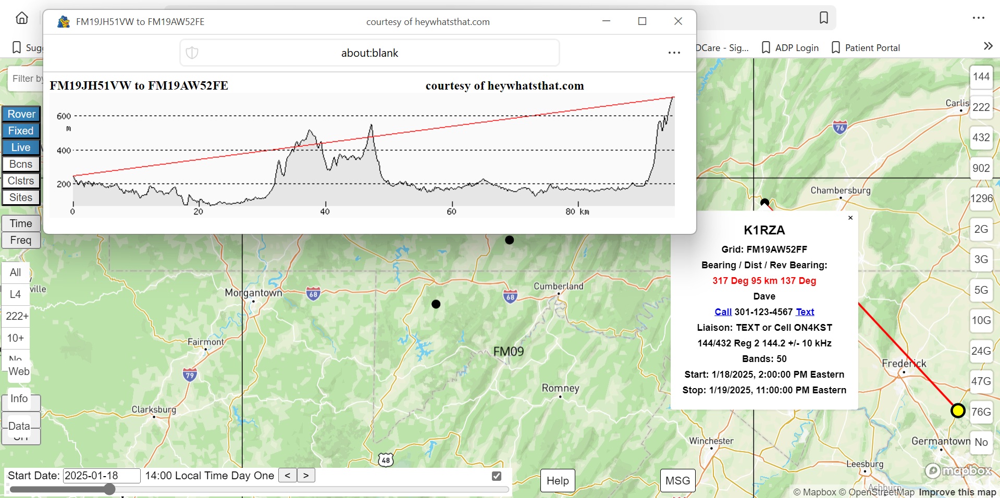 FM19JH51VW to FM19AW52FE courtesy of heywhatsthat.com
about:blank
DCare - Sig...
ADP Login
Patient Portal
Filter by
FM19JH51VW to FM19AW52FE courtesy of heywhatsthat.com
600
m
400
200
0 20 40 60 80 km
Rover
Fixed
Live
Bcns
Clstrs
Sites
Time
Freq
All
L4
222+
10+
No
Web
Info
Data
144
222
432
902
1296
2G
3G
5G
10G
24G
47G
76G
No
Carlis
76
Chambersburg
K1RZA
×
Grid: FM19AW52FF
Bearing / Dist / Rev Bearing:
317 Deg 95 km 137 Deg
Dave
Call 301-123-4567 Text
Liaison: TEXT or Cell ON4KST
144/432 Reg 2 144.2 +/- 10 kHz
Bands: 50
Start: 1/18/2025, 2:00:00 PM Eastern
Stop: 1/19/2025, 11:00:00 PM Eastern
ville
Morgantown
68
68
Cumberland
Fairmont
FM09
79
Romney
Clarksburg
Frederick
Winchester
Germantown
48
Leesburg
Ashburn
Start Date: 2025-01-18 14:00 Local Time Day One < >
Help
MSG
mapbox
© Mapbox © OpenStreetMap Improve this map